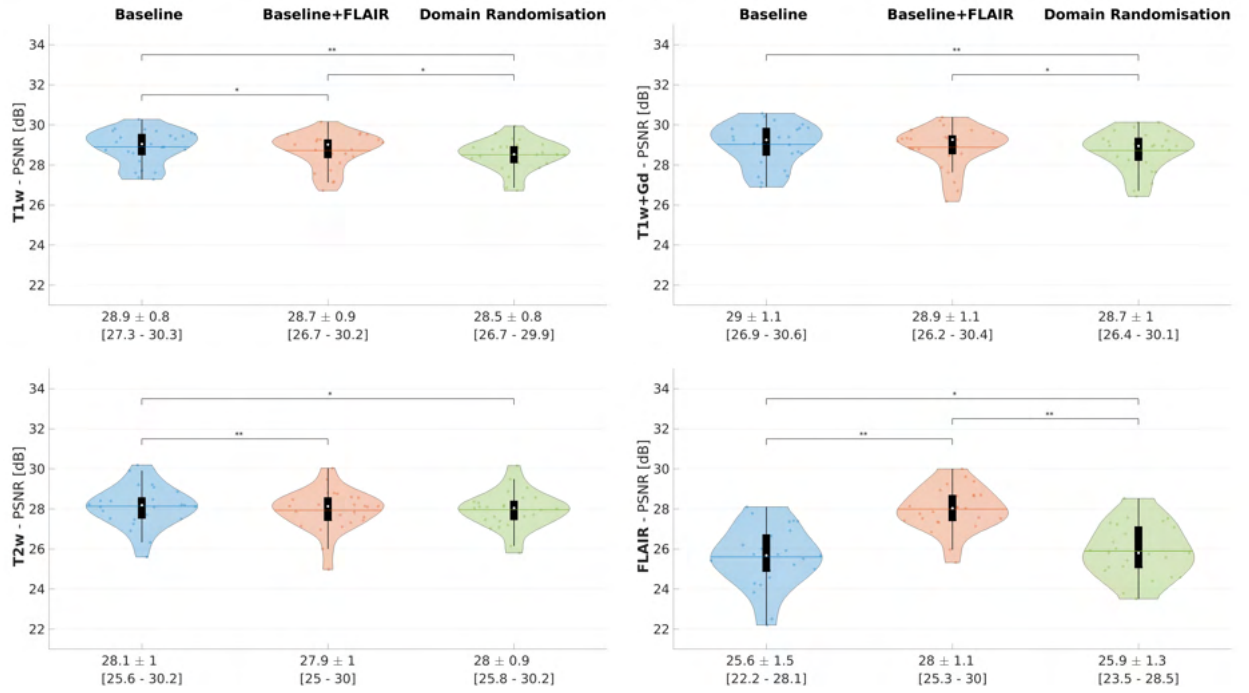 Baseline Baseline+FLAIR Domain Randomisation
T1w - PSNR [dB]
34
32
30
28
26
24
22
**
*
*
28.9 ± 0.8 28.7 ± 0.9 28.5 ± 0.8
[27.3 - 30.3] [26.7 - 30.2] [26.7 - 29.9]
Baseline Baseline+FLAIR Domain Randomisation
T1w+Gd - PSNR [dB]
34
32
30
28
26
24
22
**
*
29 ± 1.1 28.9 ± 1.1 28.7 ± 1
[26.9 - 30.6] [26.2 - 30.4] [26.4 - 30.1]
T2w - PSNR [dB]
34
32
30
28
26
24
22
*
**
28.1 ± 1 27.9 ± 1 28 ± 0.9
[25.6 - 30.2] [25 - 30] [25.8 - 30.2]
FLAIR - PSNR [dB]
34
32
30
28
26
24
22
*
**
**
25.6 ± 1.5 28 ± 1.1 25.9 ± 1.3
[22.2 - 28.1] [25.3 - 30] [23.5 - 28.5]